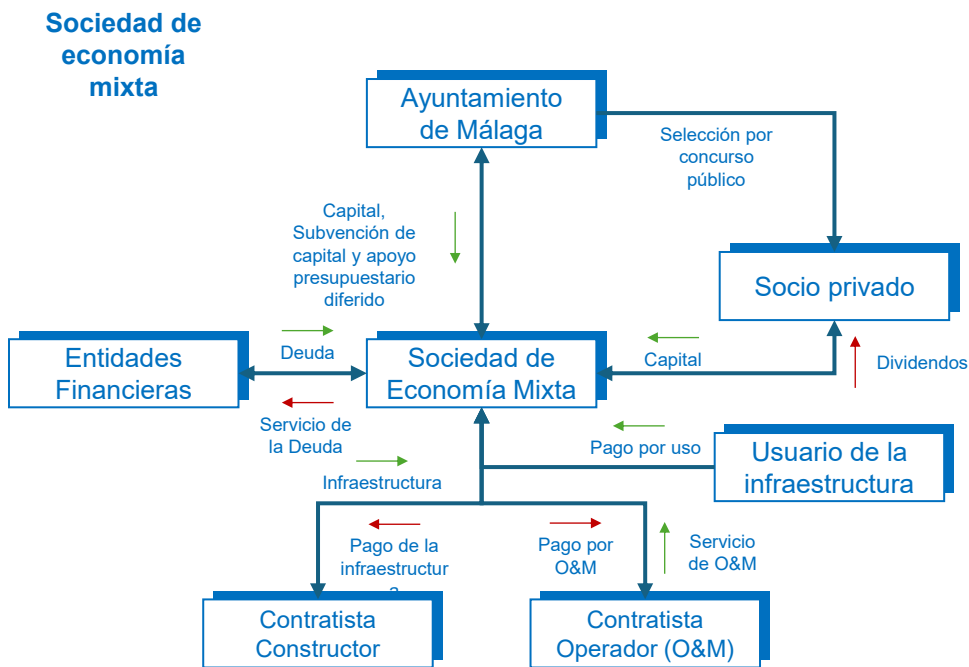 Sociedad de
economía
mixta
Ayuntamiento
de Málaga
Selección por
concurso
público
Capital,
Subvención de
capital y apoyo
presupuestario
diferido
Socio privado
Entidades
Financieras
Deuda
Sociedad de
Economía Mixta
Capital
Dividendos
Servicio de
la Deuda
Pago por uso
Usuario de la
infraestructura
Infraestructura
Pago de la
infraestructur
a
Pago por
O&M
Servicio
de O&M
Contratista
Constructor
Contratista
Operador (O&M)